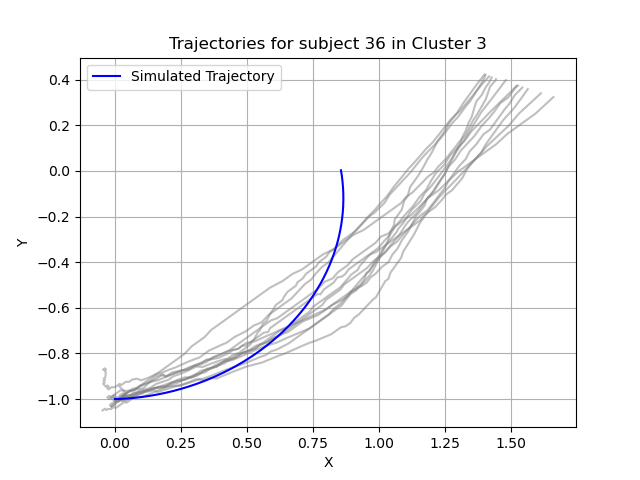 Trajectories for subject 36 in Cluster 3
Simulated Trajectory
Y
0.4
0.2
0.0
−0.2
−0.4
−0.6
−0.8
−1.0
0.00 0.25 0.50 0.75 1.00 1.25 1.50
X